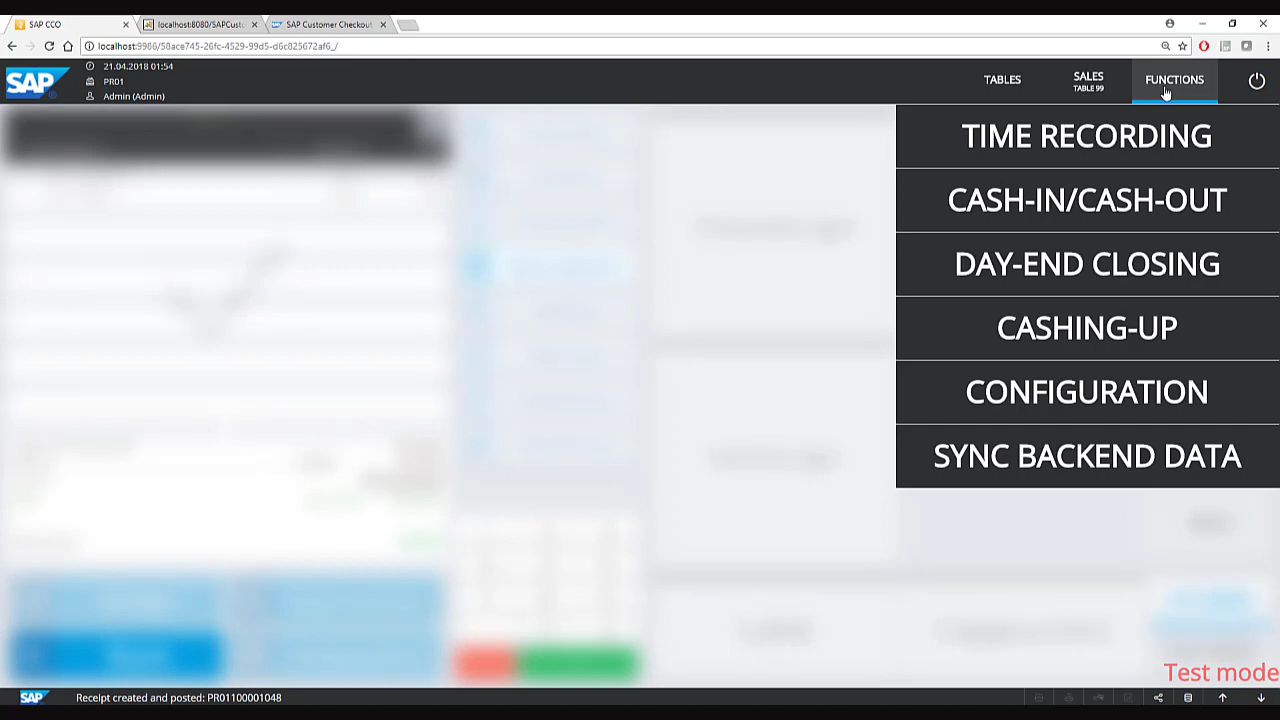 SAP CCO
localhost:8080/SAPCust
SAP Customer Checkout
localhost:9986/58ace745-26fc-4529-99d5-d6c825672af6_/
SAP
21.04.2018 01:54
PR01
Admin (Admin)
TABLES
SALES
TABLE 99
FUNCTIONS
TIME RECORDING
CASH-IN/CASH-OUT
DAY-END CLOSING
CASHING-UP
CONFIGURATION
SYNC BACKEND DATA
Test mode
SAP
Receipt created and posted: PR01100001048